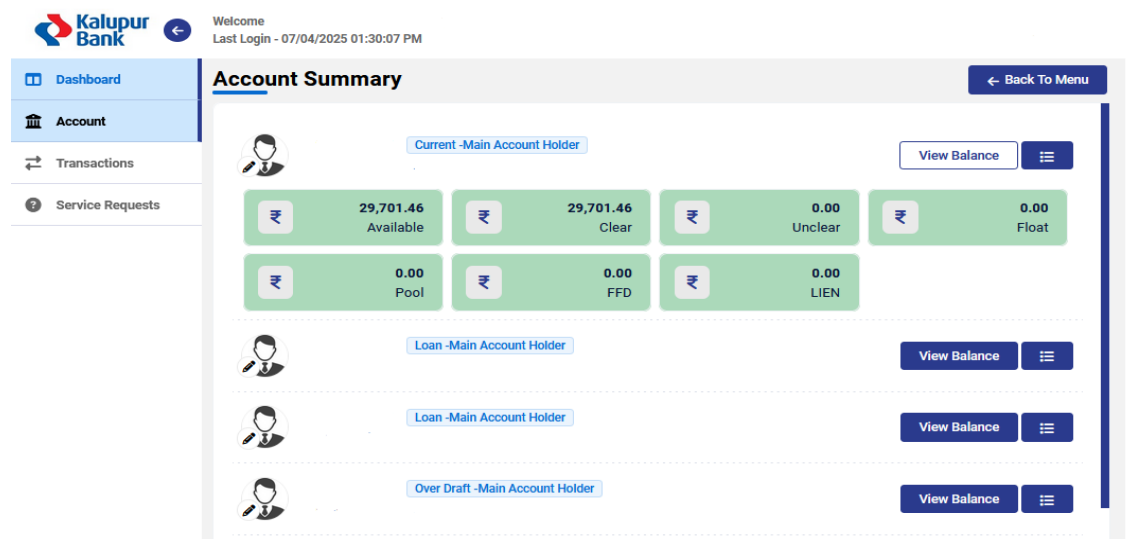 Kalupur
Bank
Welcome
Last Login - 07/04/2025 01:30:07 PM
Dashboard
Account
Transactions
Service Requests
Account Summary
← Back To Menu
Current -Main Account Holder
View Balance
₹ 29,701.46
Available
₹ 29,701.46
Clear
₹ 0.00
Unclear
₹ 0.00
Float
₹ 0.00
Pool
₹ 0.00
FFD
₹ 0.00
LIEN
Loan -Main Account Holder
View Balance
Loan -Main Account Holder
View Balance
Over Draft -Main Account Holder
View Balance